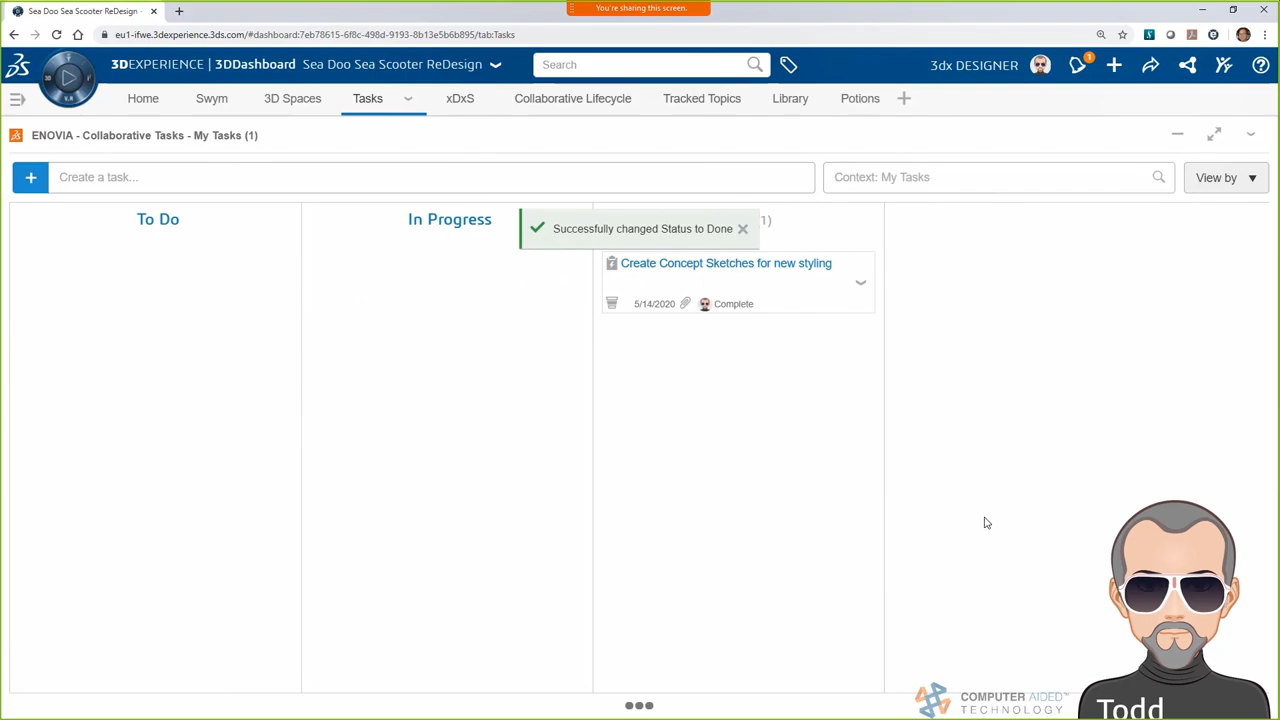 You're sharing this screen.
Sea Doo Sea Scooter ReDesign -
eu1-ifwe.3dexperience.3ds.com/#dashboard:7eb78615-6f8c-498d-9193-8b13e5b6b895/tab:Tasks
3DEXPERIENCE | 3DDashboard Sea Doo Sea Scooter ReDesign
Search
3dx DESIGNER
1
3D
V.R
Home Swym 3D Spaces Tasks xDxS Collaborative Lifecycle Tracked Topics Library Potions
ENOVIA - Collaborative Tasks - My Tasks (1)
Create a task...
Context: My Tasks
View by
To Do
In Progress
1)
Successfully changed Status to Done
Create Concept Sketches for new styling
5/14/2020 Complete
COMPUTER AIDED™
TECHNOLOGY
Todd